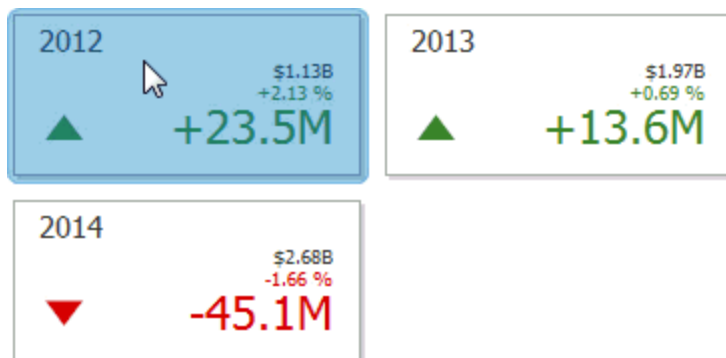 2012
$1.13B
+2.13 %
+23.5M
2013
$1.97B
+0.69 %
+13.6M
2014
$2.68B
-1.66 %
-45.1M